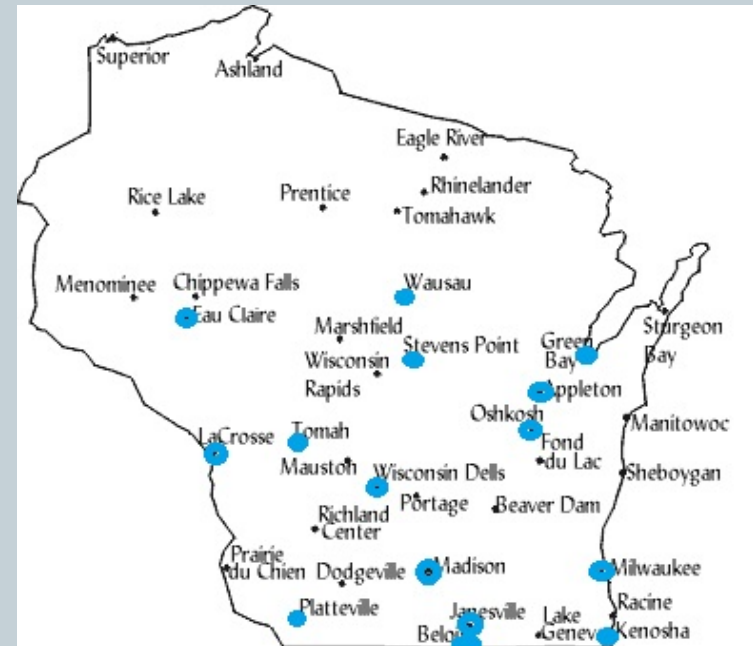 Superior
Ashland
Eagle River
Rhinelander
Rice Lake
Prentice
Tomahawk
Menominee
Chippewa Falls
Wausau
Eau Claire
Marshfield
Sturgeon
Bay
Stevens Point
Green
Bay
Wisconsin
Rapids
Appleton
Oshkosh
Manitowoc
LaCrosse
Tomah
Fond
du Lac
Mauston
Wisconsin Dells
Sheboygan
Portage
Beaver Dam
Richland
Center
Prairie
du Chien
Dodgeville
Madison
Milwaukee
Platteville
Janesville
Lake
Geneva
Racine
Beloit
Kenosha